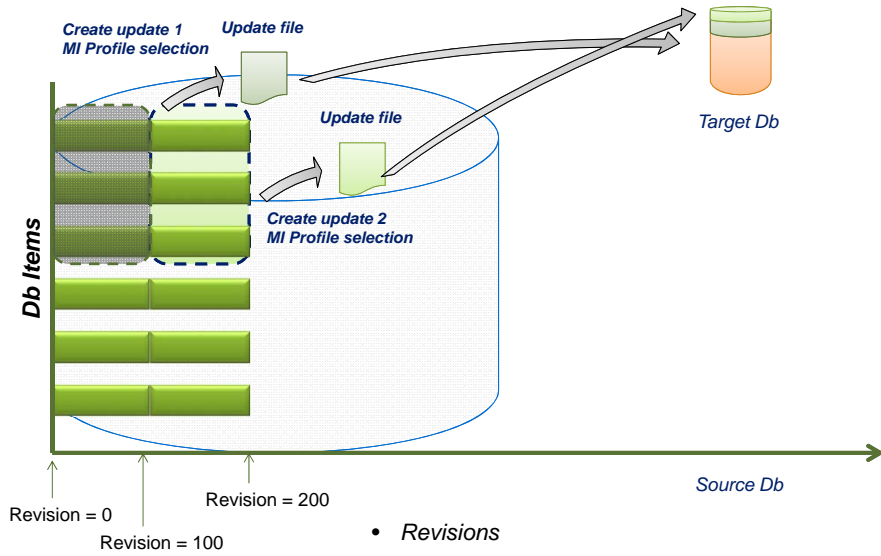 Create update 1
MI Profile selection
Update file
Target Db
Update file
Create update 2
MI Profile selection
Db Items
Source Db
Revision = 0
Revision = 100
Revision = 200
• Revisions